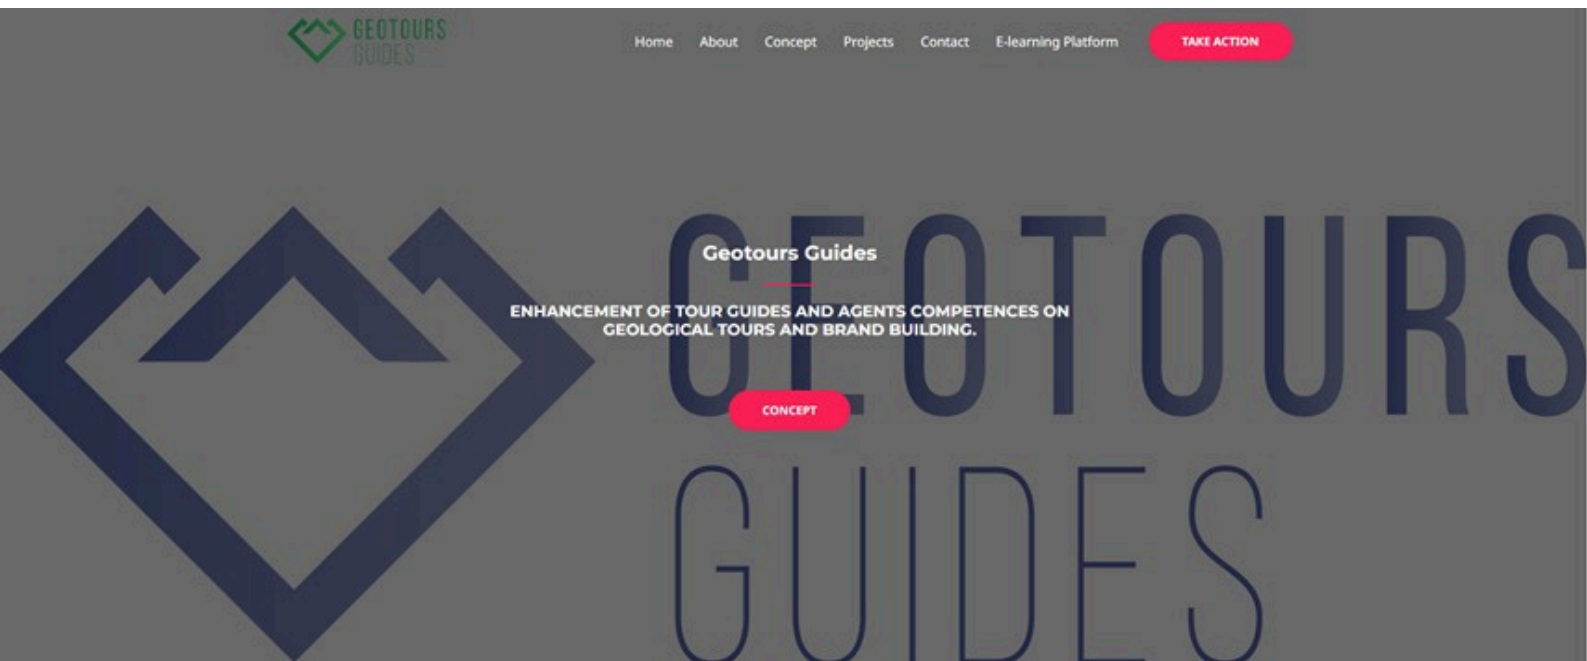 GEOTOURS
GUIDES
Home About Concept Projects Contact E-learning Platform TAKE ACTION
GEOTOURS
GUIDES
Geotours Guides
ENHANCEMENT OF TOUR GUIDES AND AGENTS COMPETENCES ON
GEOLOGICAL TOURS AND BRAND BUILDING.
CONCEPT